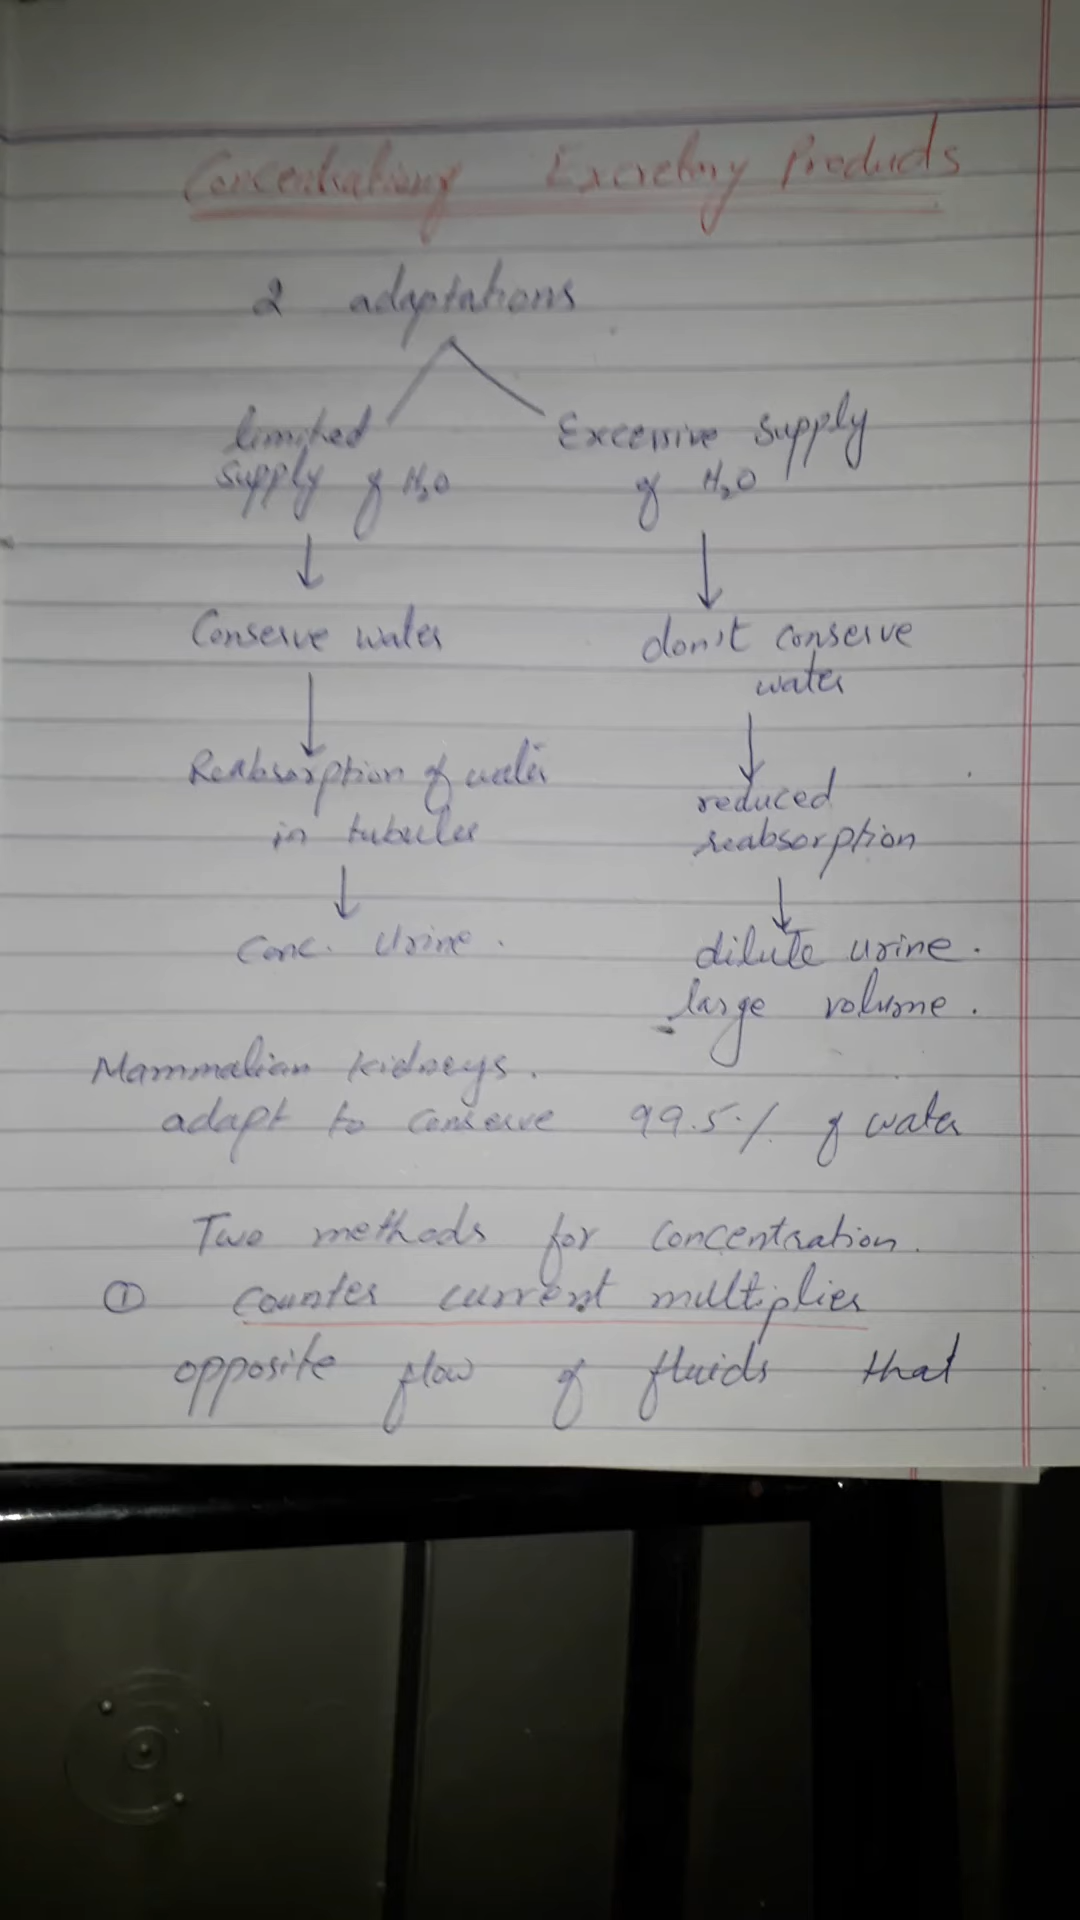 Concentrating Excretory Products
2 adaptations
limited
supply of H₂O
Excessive supply
of H₂O
↓
↓
Conserve water
don't conserve
water
↓
↓
Reabsorption of water
in tubules
reduced
reabsorption
↓
↓
Conc. Urine.
dilute urine.
large volume.
Mammalian kidneys.
adapt to conserve 99.5% of water
Two methods for concentration.
① counter current multiplier
opposite flow of fluids that